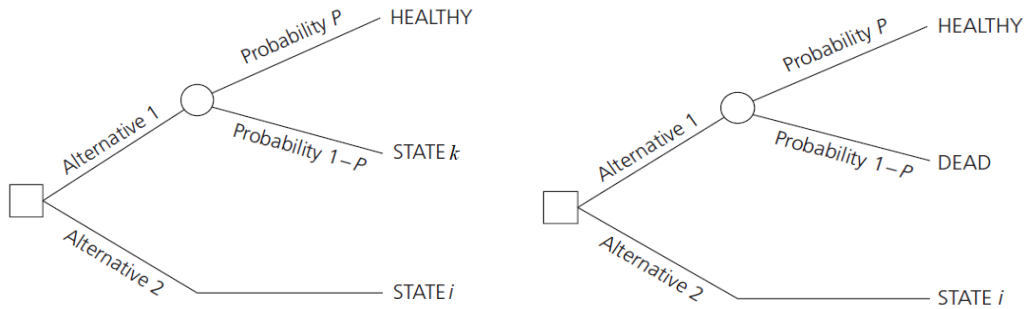 HEALTHY
Probability P
Alternative 1
Probability 1–P
STATE k
Alternative 2
STATE i
HEALTHY
Probability P
Alternative 1
Probability 1–P
DEAD
Alternative 2
STATE i